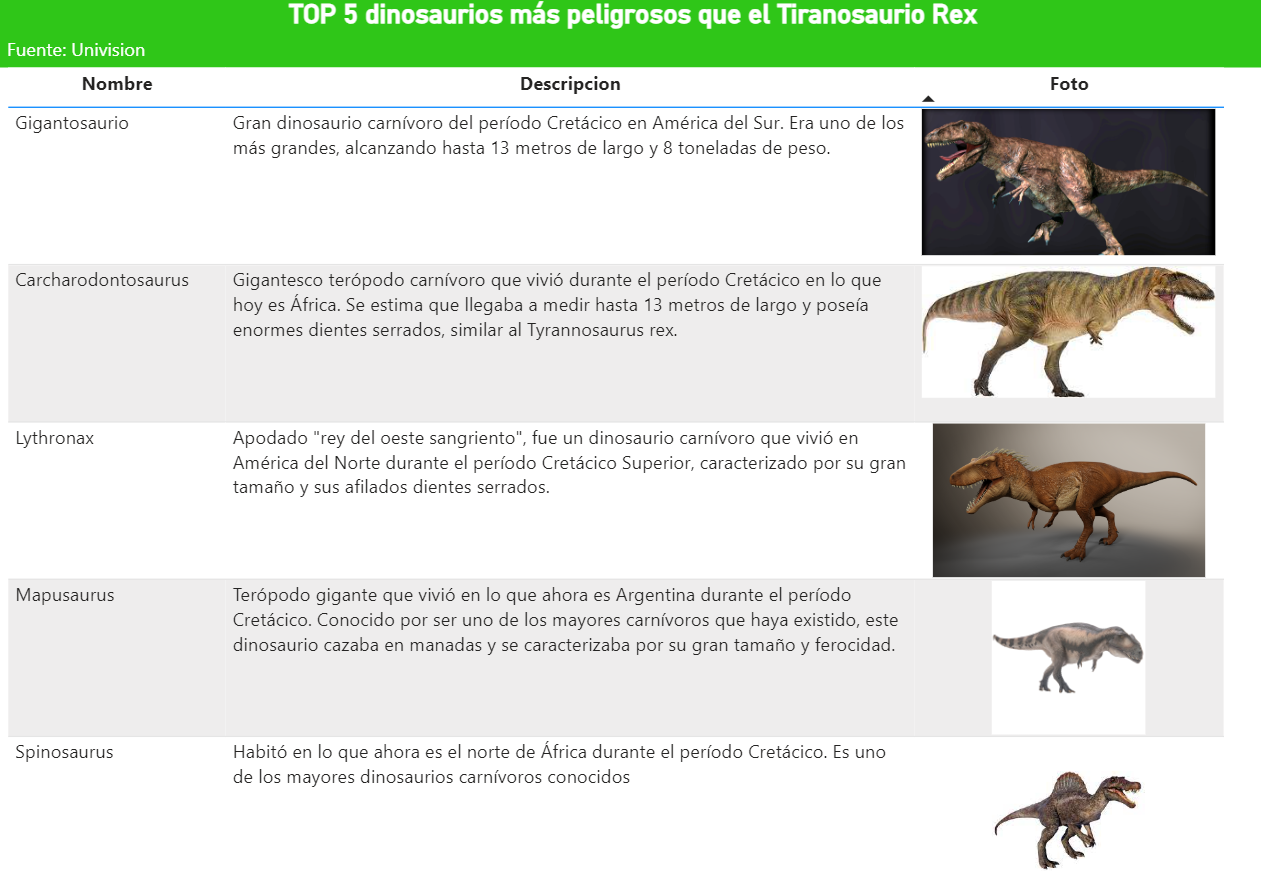 TOP 5 dinosaurios más peligrosos que el Tiranosaurio Rex
Fuente: Univision
Nombre
Descripcion
Foto
Gigantosaurio
Gran dinosaurio carnívoro del período Cretácico en América del Sur. Era uno de los
más grandes, alcanzando hasta 13 metros de largo y 8 toneladas de peso.
Carcharodontosaurus
Gigantesco terópodo carnívoro que vivió durante el período Cretácico en lo que
hoy es África. Se estima que llegaba a medir hasta 13 metros de largo y poseía
enormes dientes serrados, similar al Tyrannosaurus rex.
Lythronax
Apodado "rey del oeste sangriento", fue un dinosaurio carnívoro que vivió en
América del Norte durante el período Cretácico Superior, caracterizado por su gran
tamaño y sus afilados dientes serrados.
Mapusaurus
Terópodo gigante que vivió en lo que ahora es Argentina durante el período
Cretácico. Conocido por ser uno de los mayores carnívoros que haya existido, este
dinosaurio cazaba en manadas y se caracterizaba por su gran tamaño y ferocidad.
Spinosaurus
Habitó en lo que ahora es el norte de África durante el período Cretácico. Es uno
de los mayores dinosaurios carnívoros conocidos